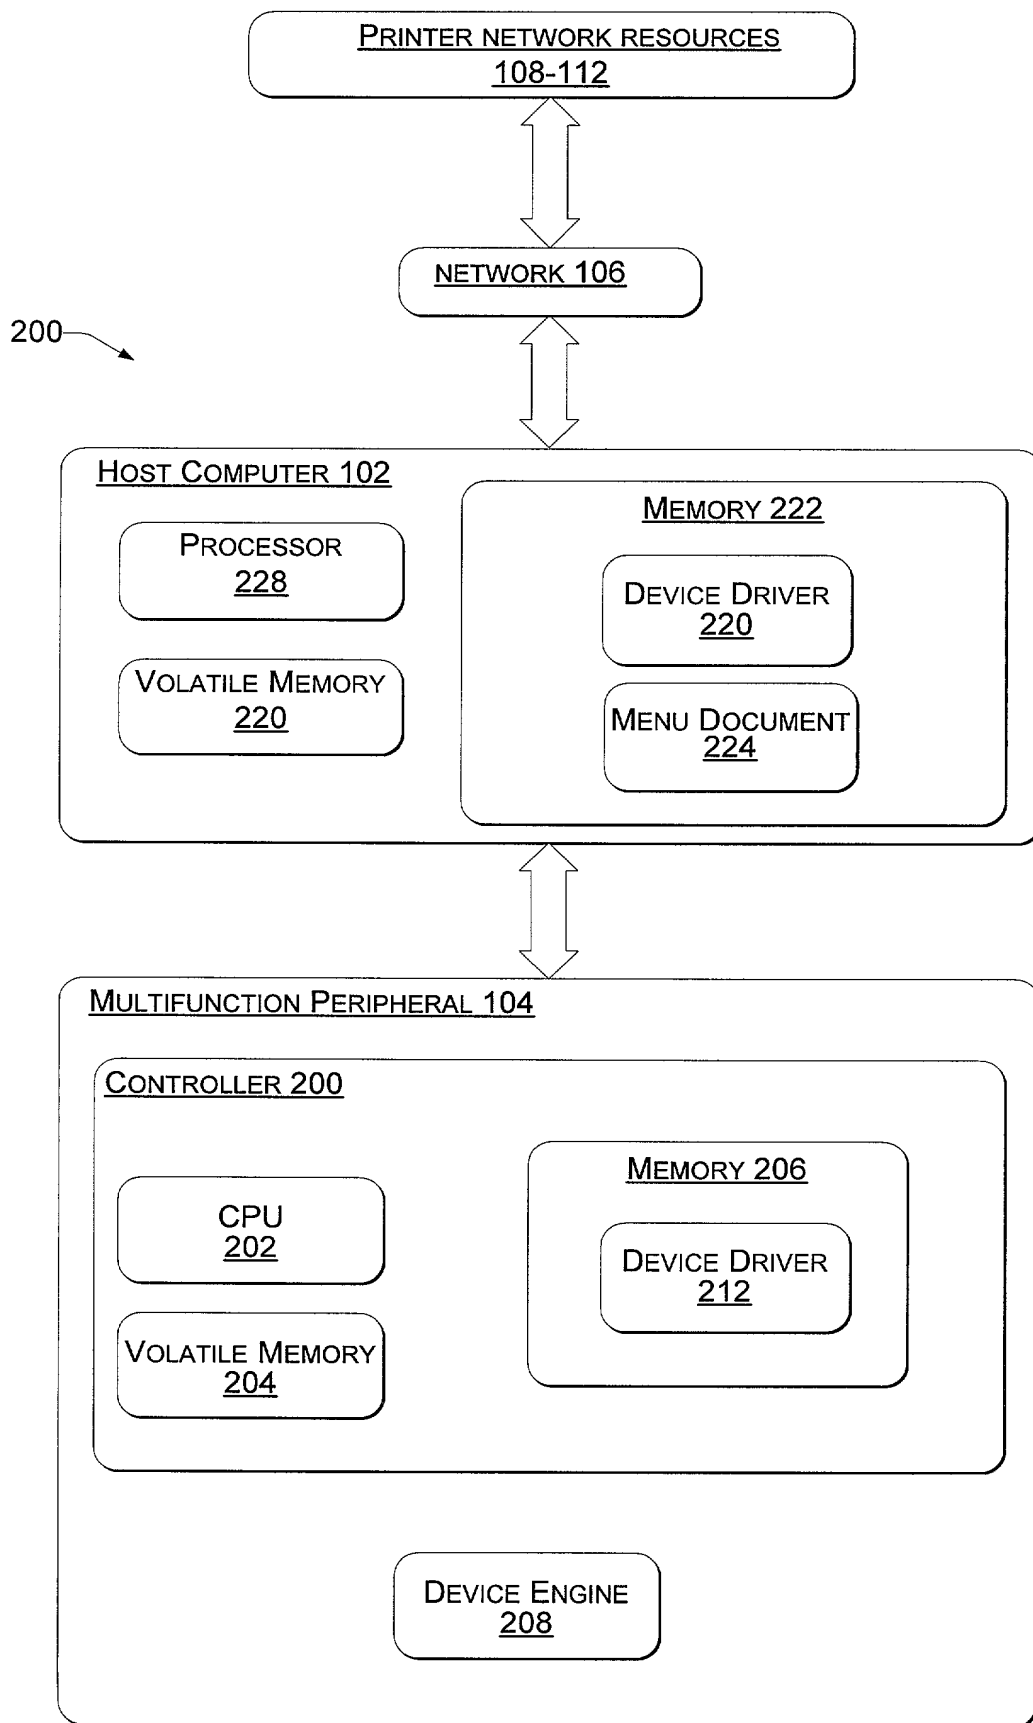 PRINTER NETWORK RESOURCES
108-112
NETWORK 106
200
HOST COMPUTER 102
PROCESSOR
228
VOLATILE MEMORY
220
MEMORY 222
DEVICE DRIVER
220
MENU DOCUMENT
224
MULTIFUNCTION PERIPHERAL 104
CONTROLLER 200
CPU
202
VOLATILE MEMORY
204
MEMORY 206
DEVICE DRIVER
212
DEVICE ENGINE
208